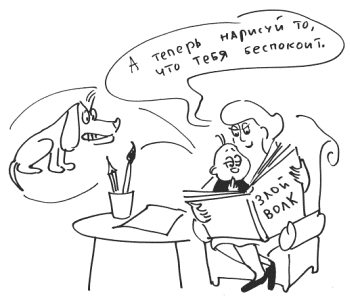 А теперь нарисуй то,
что тебя беспокоит.
ЗЛОЙ
ВОЛК